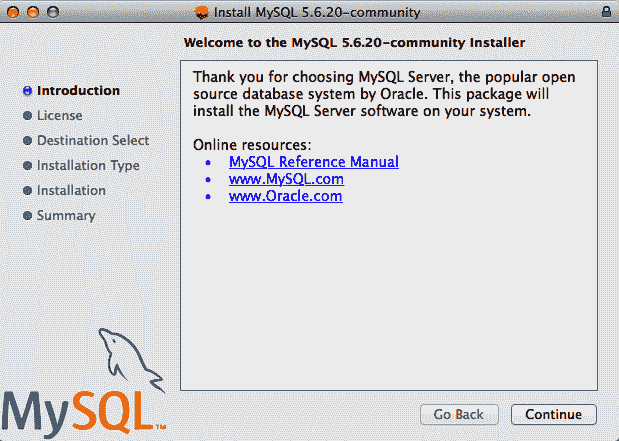 Install MySQL 5.6.20-community
Welcome to the MySQL 5.6.20-community Installer
Introduction
License
Destination Select
Installation Type
Installation
Summary
Thank you for choosing MySQL Server, the popular open
source database system by Oracle. This package will
install the MySQL Server software on your system.
Online resources:
• MySQL Reference Manual
• www.MySQL.com
• www.Oracle.com
MySQL™
Go Back
Continue